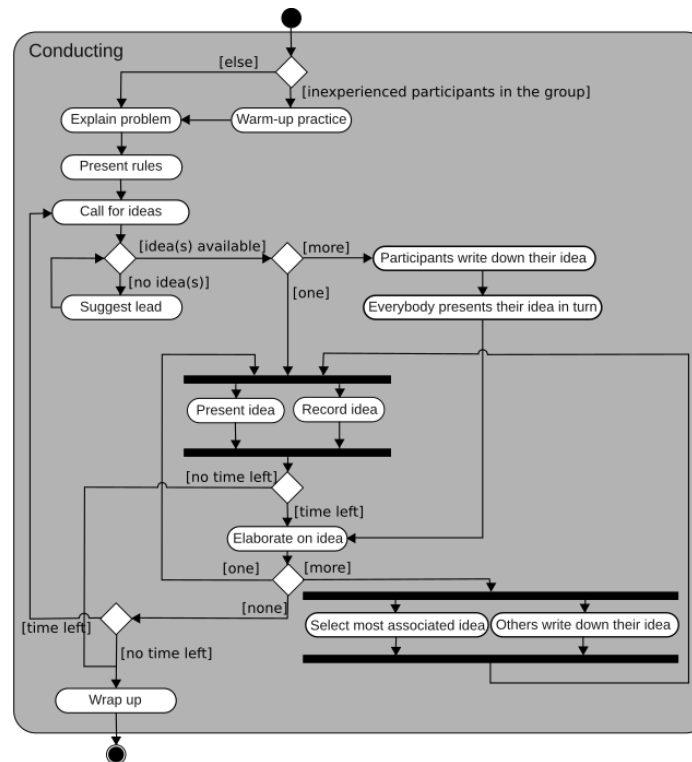 Conducting
[else]
[inexperienced participants in the group]
Explain problem
Warm-up practice
Present rules
Call for ideas
[idea(s) available]
[more]
Participants write down their idea
[no idea(s)]
[one]
Suggest lead
Everybody presents their idea in turn
Present idea
Record idea
[no time left]
[time left]
Elaborate on idea
[one]
[more]
[none]
Select most associated idea
Others write down their idea
[time left]
[no time left]
Wrap up